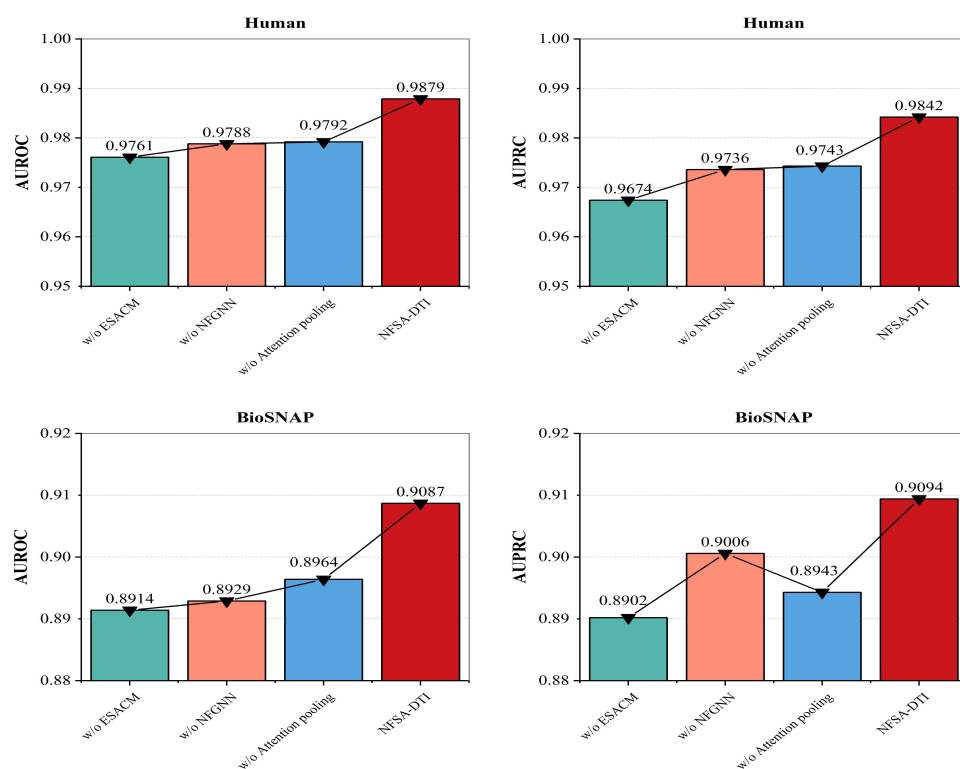 Human
AUROC
1.00
0.99
0.98
0.97
0.96
0.95
0.9761
0.9788
0.9792
0.9879
w/o ESACM
w/o NFGNN
w/o Attention pooling
NFSA-DTI
Human
AUPRC
1.00
0.99
0.98
0.97
0.96
0.95
0.9674
0.9736
0.9743
0.9842
w/o ESACM
w/o NFGNN
w/o Attention pooling
NFSA-DTI
BioSNAP
AUROC
0.92
0.91
0.90
0.89
0.88
0.8914
0.8929
0.8964
0.9087
w/o ESACM
w/o NFGNN
w/o Attention pooling
NFSA-DTI
BioSNAP
AUPRC
0.92
0.91
0.90
0.89
0.88
0.8902
0.9006
0.8943
0.9094
w/o ESACM
w/o NFGNN
w/o Attention pooling
NFSA-DTI